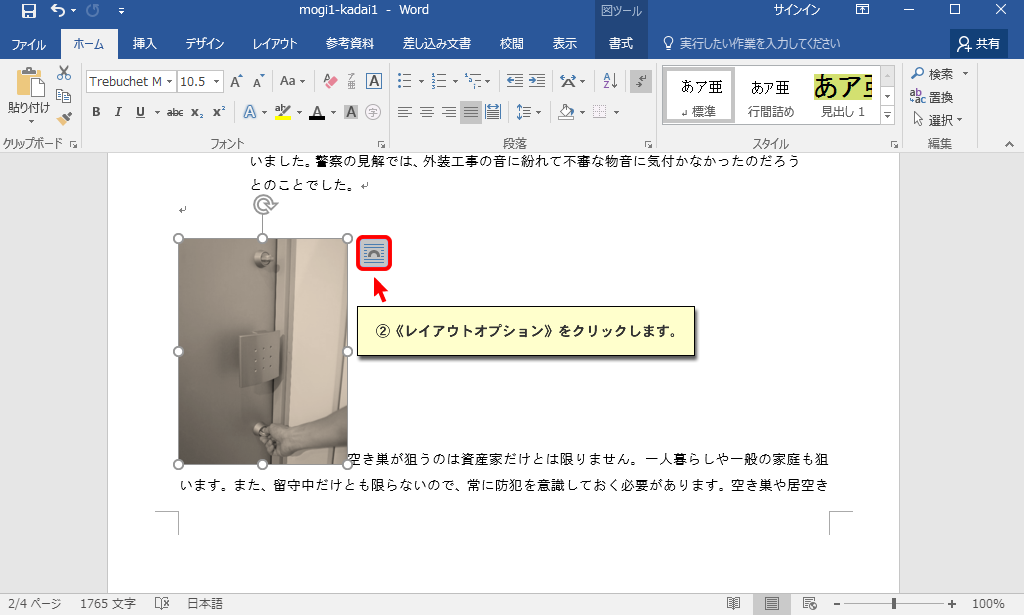 mogi1-kadai1 - Word
図ツール
サインイン
ファイル
ホーム
挿入
デザイン
レイアウト
参考資料
差し込み文書
校閲
表示
書式
実行したい作業を入力してください
共有
貼り付け
クリップボード
Trebuchet M
10.5
A A Aa
亜
A
B I U abc x₂ x²
A ab A A 字
フォント
段落
あア亜
標準
あア亜
行間詰め
あア亜
見出し 1
スタイル
検索
置換
選択
編集
いました。警察の見解では、外装工事の音に紛れて不審な物音に気付かなかったのだろう
とのことでした。
②《レイアウトオプション》をクリックします。
空き巣が狙うのは資産家だけとは限りません。一人暮らしや一般の家庭も狙
います。また、留守中だけとも限らないので、常に防犯を意識しておく必要があります。空き巣や居空き
2/4 ページ
1765 文字
日本語
100%